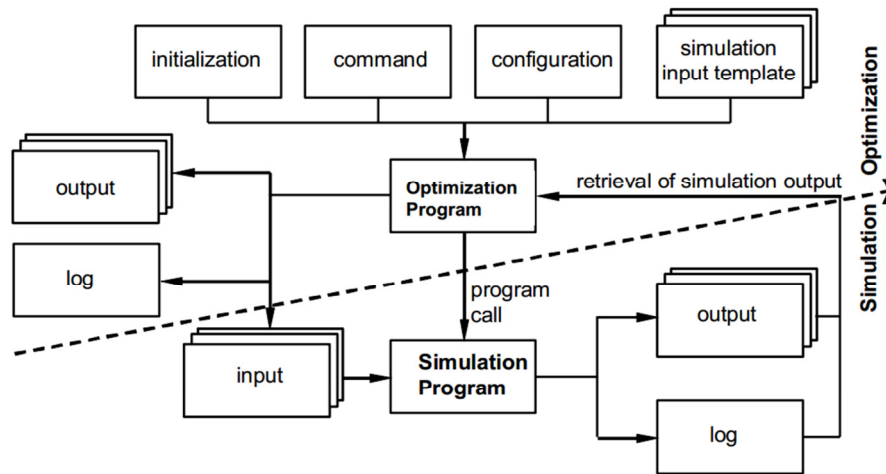 initialization
command
configuration
simulation
input template
Optimization
Simulation
output
Optimization
Program
retrieval of simulation output
log
program
call
output
input
Simulation
Program
log